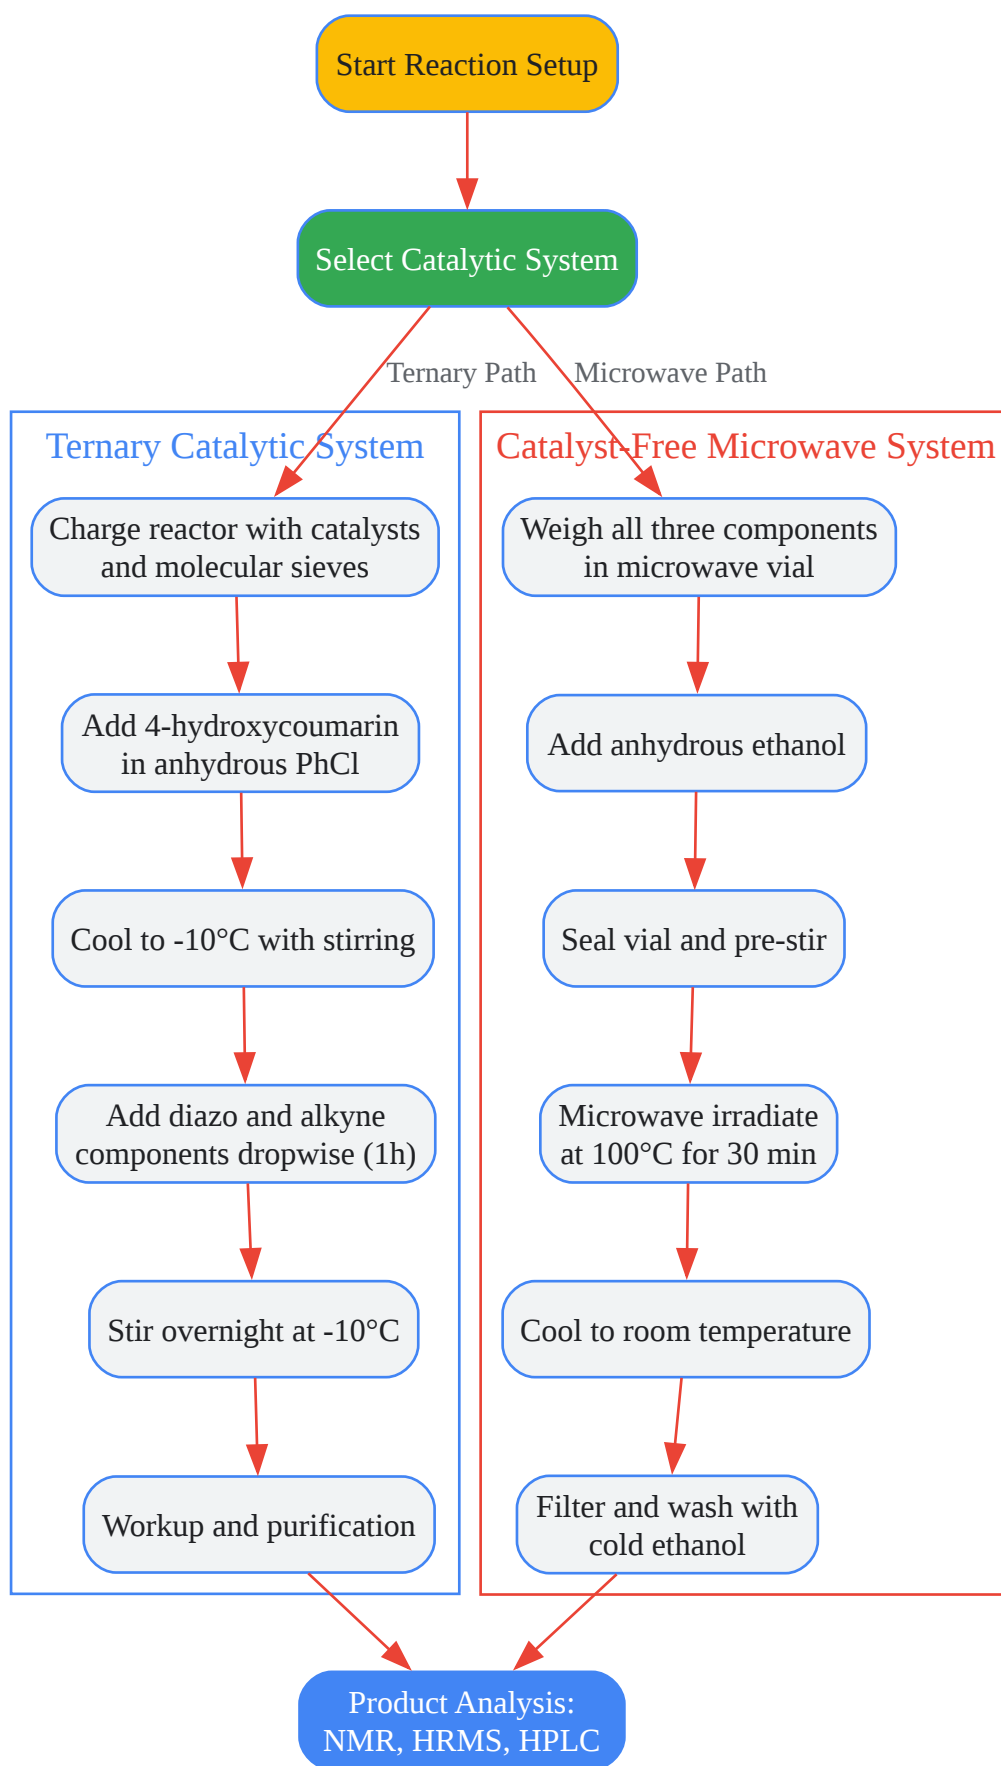 Start Reaction Setup
Select Catalytic System
Ternary Path
Microwave Path
Ternary Catalytic System
Charge reactor with catalysts
and molecular sieves
Add 4-hydroxycoumarin
in anhydrous PhCl
Cool to -10°C with stirring
Add diazo and alkyne
components dropwise (1h)
Stir overnight at -10°C
Workup and purification
Catalyst-Free Microwave System
Weigh all three components
in microwave vial
Add anhydrous ethanol
Seal vial and pre-stir
Microwave irradiate
at 100°C for 30 min
Cool to room temperature
Filter and wash with
cold ethanol
Product Analysis:
NMR, HRMS, HPLC